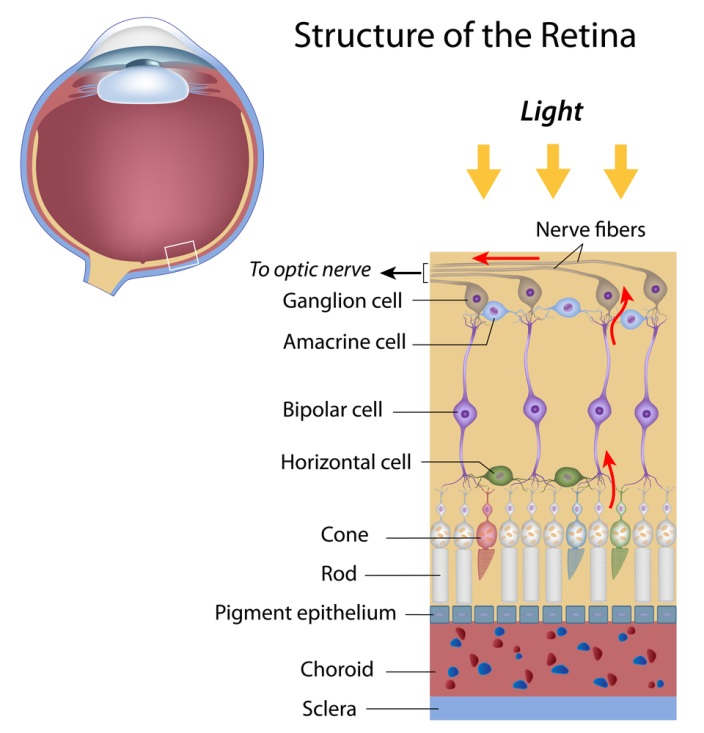 Structure of the Retina
Light
Nerve fibers
To optic nerve
Ganglion cell
Amacrine cell
Bipolar cell
Horizontal cell
Cone
Rod
Pigment epithelium
Choroid
Sclera